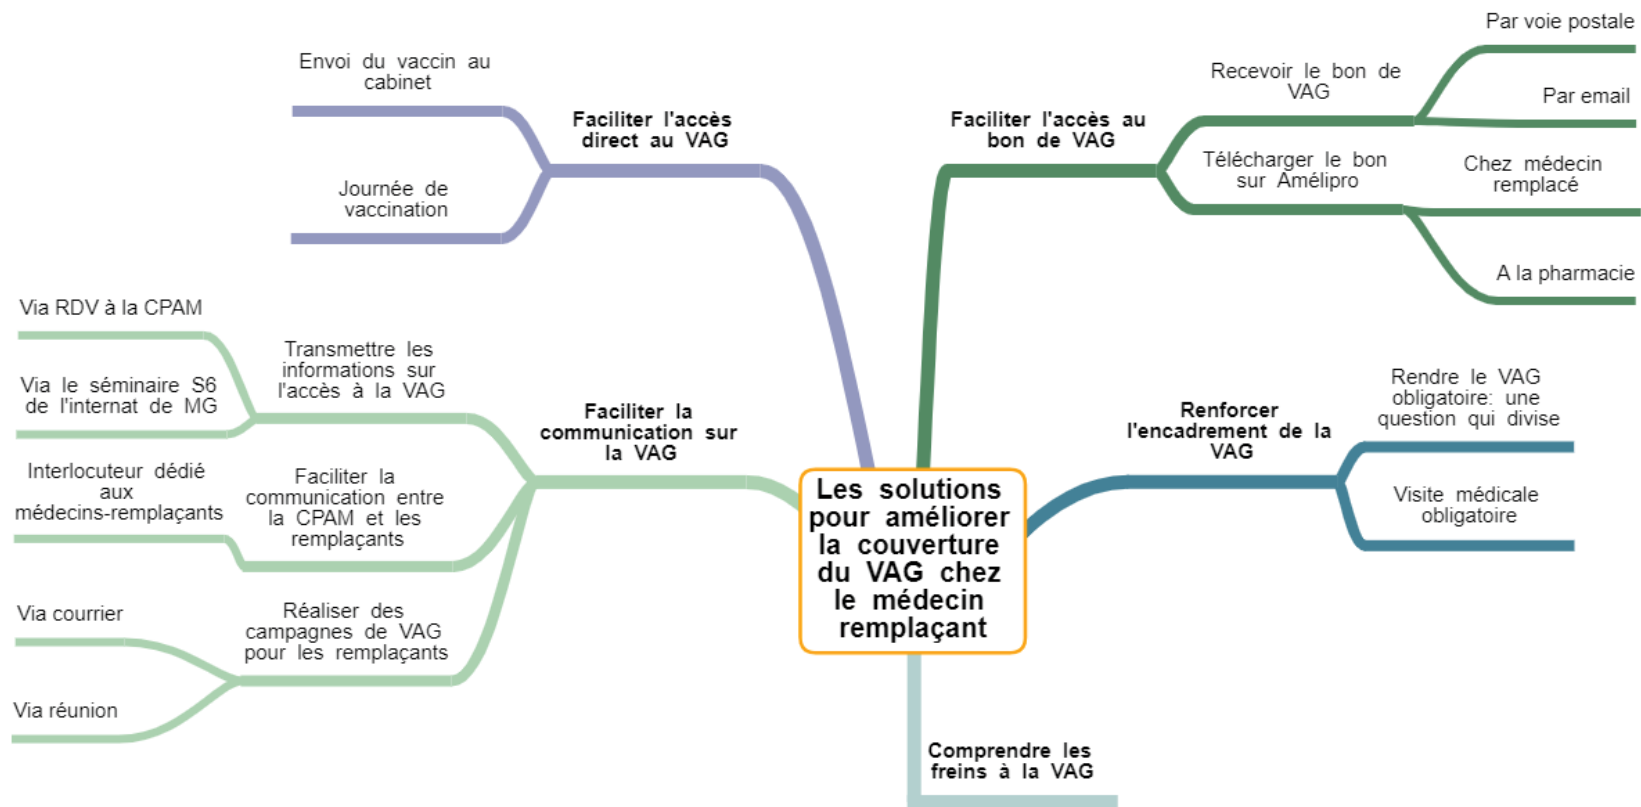 Envoi du vaccin au
cabinet
Journée de
vaccination
Faciliter l'accès
direct au VAG
Faciliter l'accès au
bon de VAG
Recevoir le bon de
VAG
Par voie postale
Par email
Télécharger le bon
sur Amélipro
Chez médecin
remplacé
A la pharmacie
Via RDV à la CPAM
Via le séminaire S6
de l'internat de MG
Transmettre les
informations sur
l'accès à la VAG
Interlocuteur dédié
aux
médecins-remplaçants
Faciliter la
communication entre
la CPAM et les
remplaçants
Via courrier
Via réunion
Réaliser des
campagnes de VAG
pour les remplaçants
Faciliter la
communication sur
la VAG
Les solutions
pour améliorer
la couverture
du VAG chez
le médecin
remplaçant
Renforcer
l'encadrement de la
VAG
Rendre le VAG
obligatoire: une
question qui divise
Visite médicale
obligatoire
Comprendre les
freins à la VAG